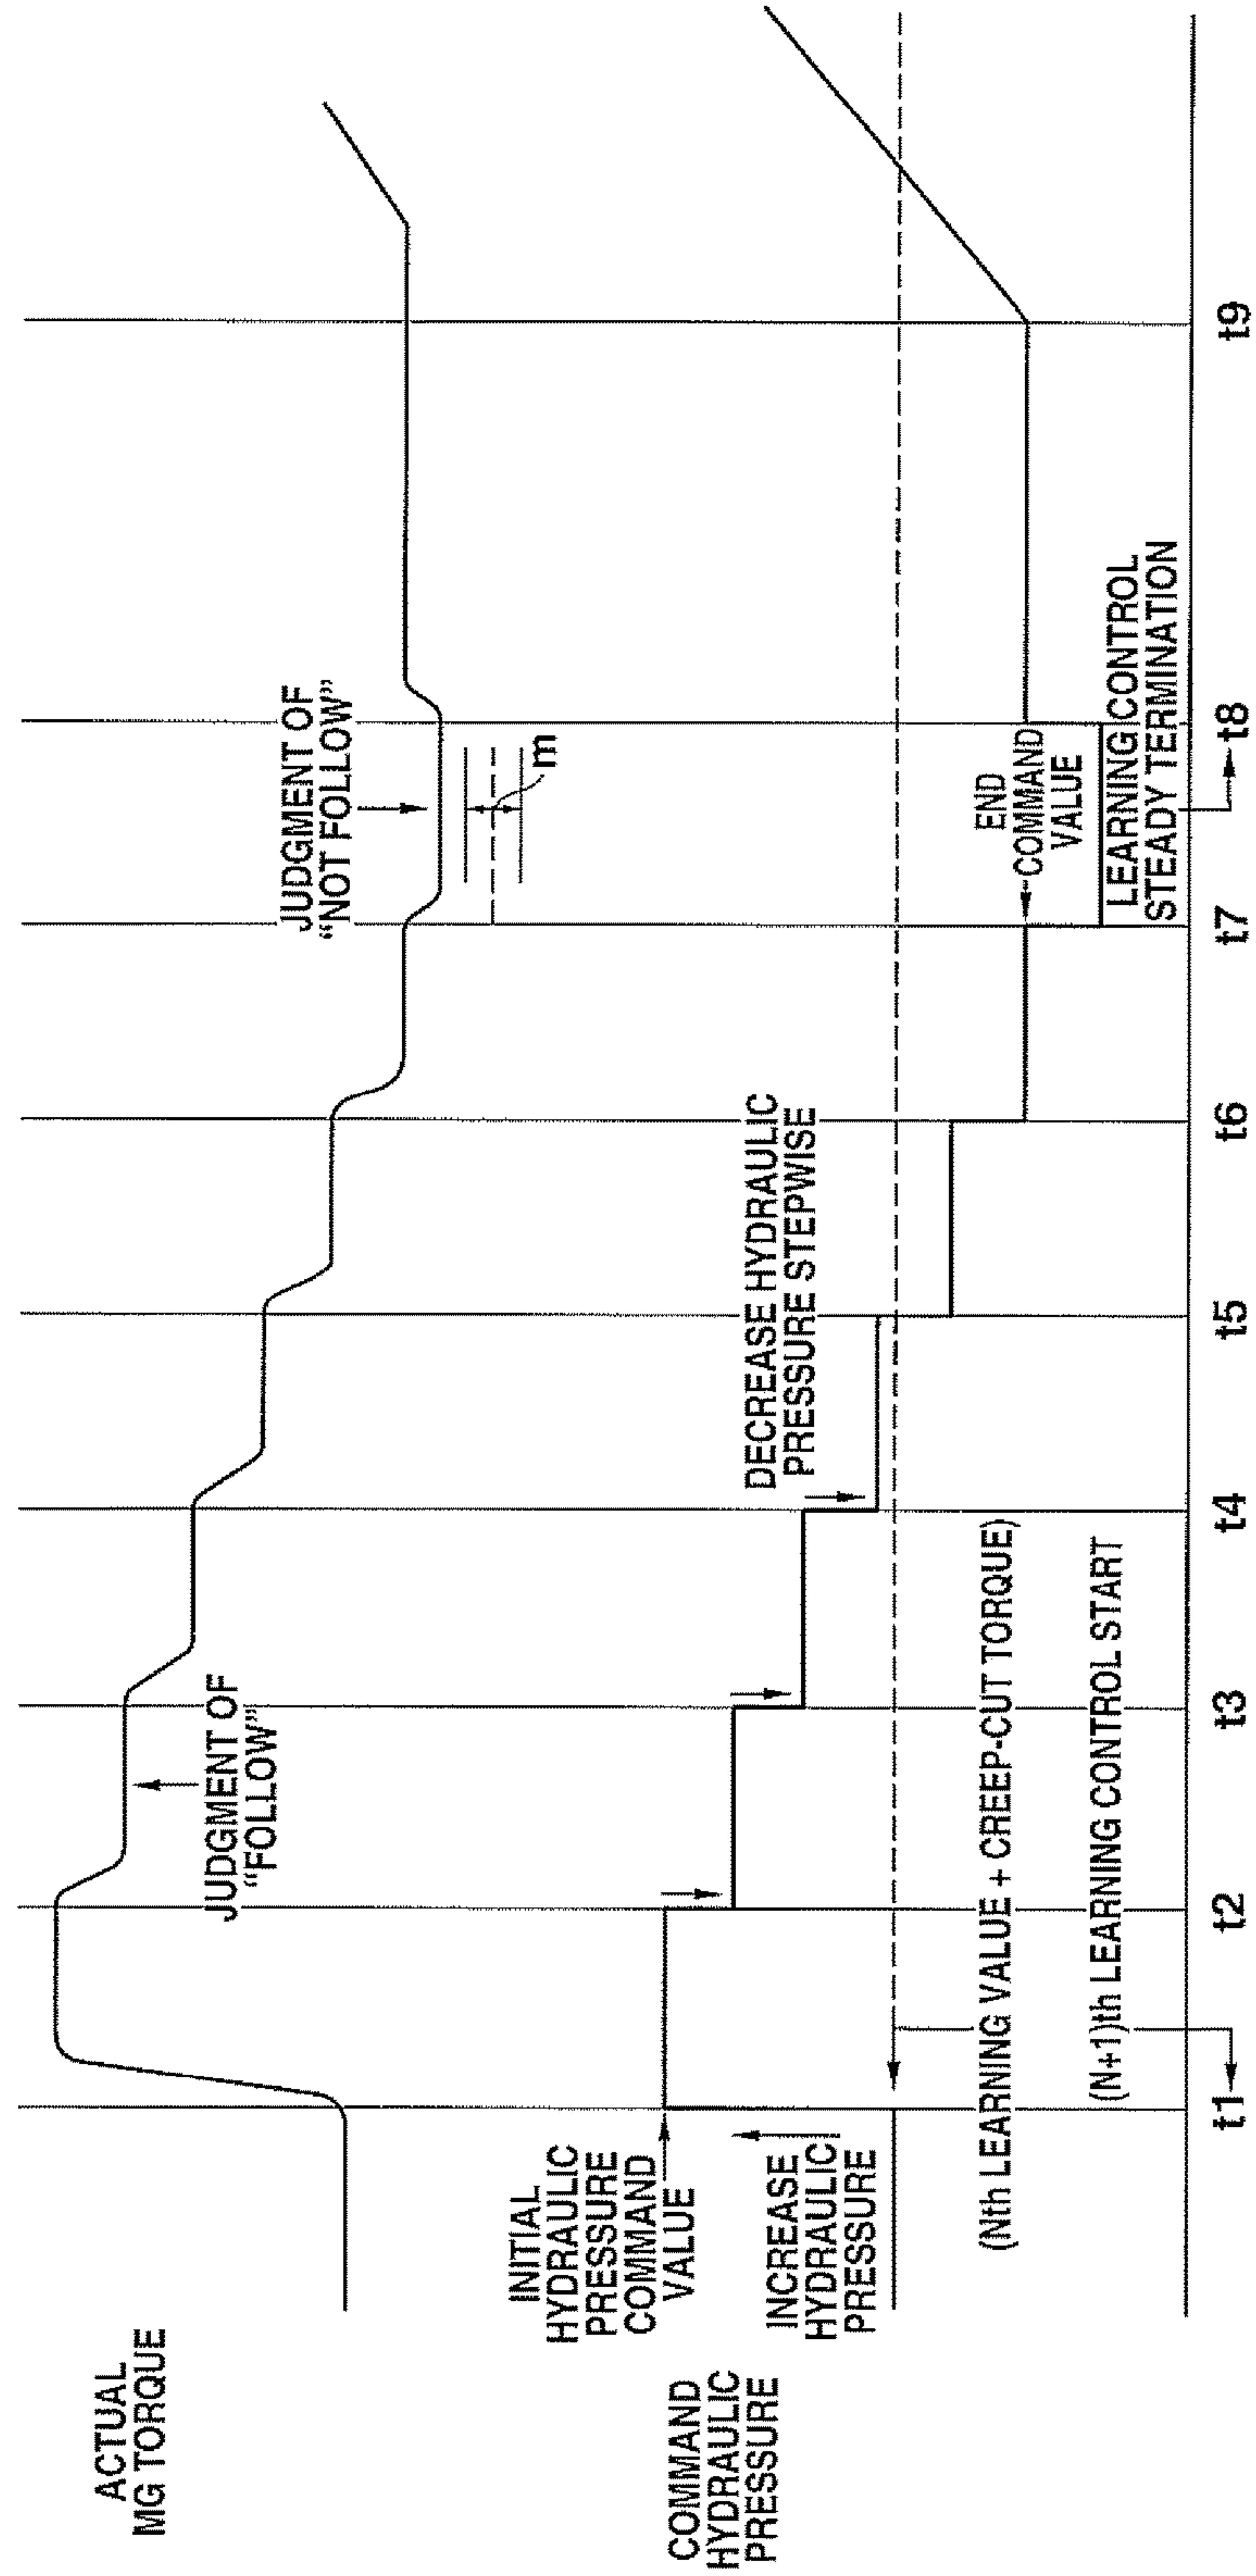 ACTUAL
MG TORQUE
JUDGMENT OF
“FOLLOW”
JUDGMENT OF
“NOT FOLLOW”
m
INITIAL
HYDRAULIC
PRESSURE
COMMAND
VALUE
COMMAND
HYDRAULIC
PRESSURE
INCREASE
HYDRAULIC
PRESSURE
DECREASE HYDRAULIC
PRESSURE STEPWISE
END
COMMAND
VALUE
(Nth LEARNING VALUE + CREEP-CUT TORQUE)
(N+1)th LEARNING CONTROL START
LEARNING CONTROL
STEADY TERMINATION
t1 t2 t3 t4 t5 t6 t7 t8 t9